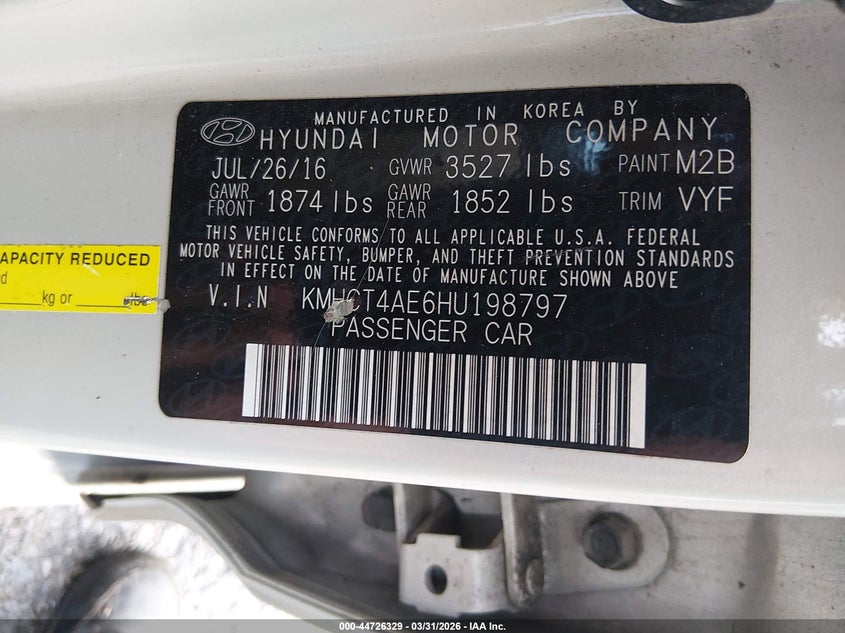 MANUFACTURED IN KOREA BY
HYUNDAI MOTOR COMPANY
JUL/26/16 GVWR 3527 lbs PAINT M2B
GAWR FRONT 1874 lbs GAWR REAR 1852 lbs TRIM VYF
THIS VEHICLE CONFORMS TO ALL APPLICABLE U.S.A. FEDERAL
MOTOR VEHICLE SAFETY, BUMPER, AND THEFT PREVENTION STANDARDS
IN EFFECT ON THE DATE OF MANUFACTURE SHOWN ABOVE
V.I.N KMHCT4AE6HU198797
PASSENGER CAR
CAPACITY REDUCED
kg or lbs
000-44726329 - 03/31/2026 - IAA Inc.